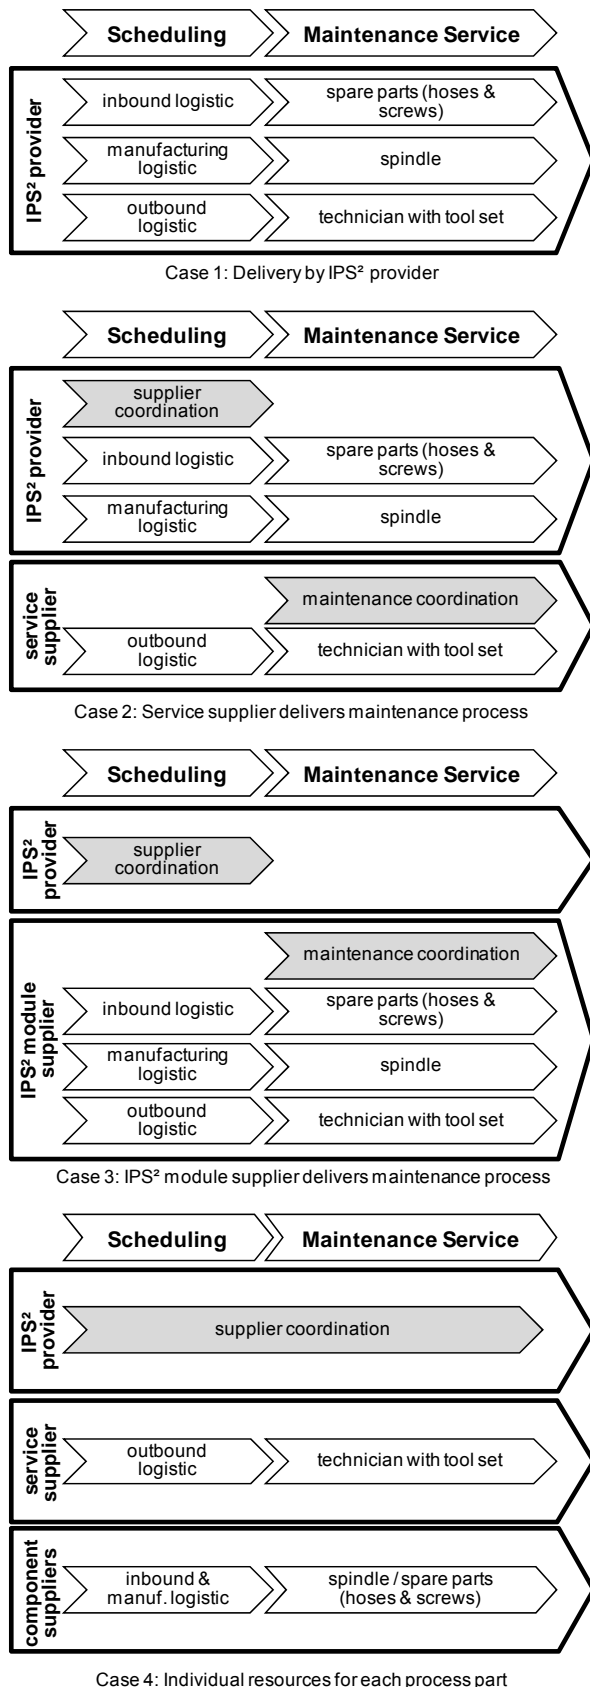 Scheduling
Maintenance Service
IPS² provider
inbound logistic
spare parts (hoses &
screws)
manufacturing
logistic
spindle
outbound
logistic
technician with tool set
Case 1: Delivery by IPS² provider
Scheduling
Maintenance Service
IPS² provider
supplier
coordination
inbound logistic
spare parts (hoses &
screws)
manufacturing
logistic
spindle
service
supplier
maintenance coordination
outbound
logistic
technician with tool set
Case 2: Service supplier delivers maintenance process
Scheduling
Maintenance Service
IPS²
provider
supplier
coordination
IPS² module
supplier
maintenance coordination
inbound logistic
spare parts (hoses &
screws)
manufacturing
logistic
spindle
outbound
logistic
technician with tool set
Case 3: IPS² module supplier delivers maintenance process
Scheduling
Maintenance Service
IPS²
provider
supplier coordination
service
supplier
outbound
logistic
technician with tool set
component
suppliers
inbound &
manuf. logistic
spindle / spare parts
(hoses & screws)
Case 4: Individual resources for each process part